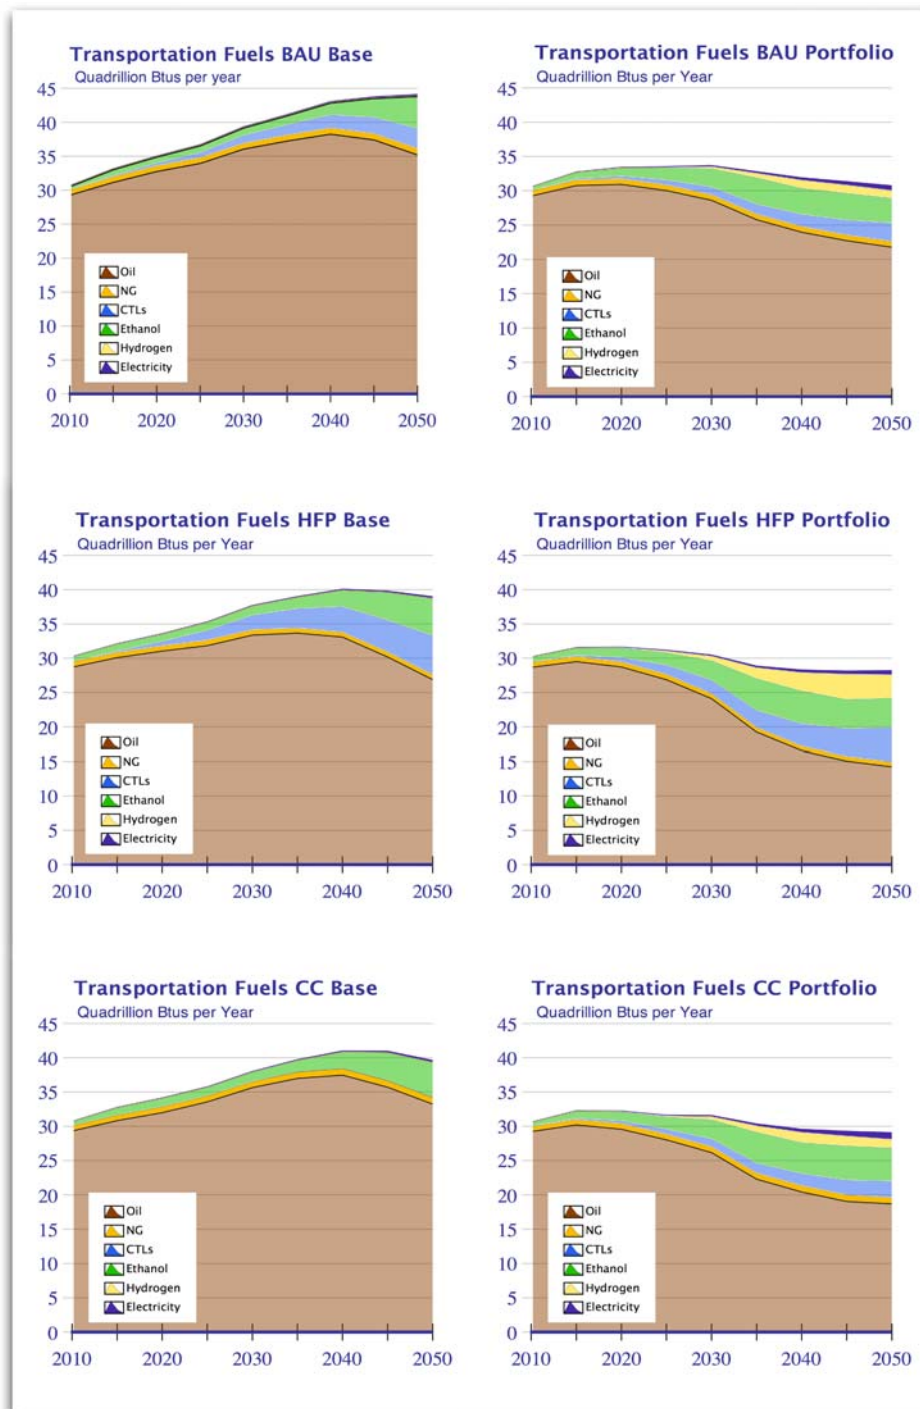 Transportation Fuels BAU Base
Quadrillion Btus per year
45
40
35
30
25
20
15
10
5
0
Oil
NG
CTLs
Ethanol
Hydrogen
Electricity
2010 2020 2030 2040 2050
Transportation Fuels BAU Portfolio
Quadrillion Btus per Year
45
40
35
30
25
20
15
10
5
0
Oil
NG
CTLs
Ethanol
Hydrogen
Electricity
2010 2020 2030 2040 2050
Transportation Fuels HFP Base
Quadrillion Btus per Year
45
40
35
30
25
20
15
10
5
0
Oil
NG
CTLs
Ethanol
Hydrogen
Electricity
2010 2020 2030 2040 2050
Transportation Fuels HFP Portfolio
Quadrillion Btus per Year
45
40
35
30
25
20
15
10
5
0
Oil
NG
CTLs
Ethanol
Hydrogen
Electricity
2010 2020 2030 2040 2050
Transportation Fuels CC Base
Quadrillion Btus per Year
45
40
35
30
25
20
15
10
5
0
Oil
NG
CTLs
Ethanol
Hydrogen
Electricity
2010 2020 2030 2040 2050
Transportation Fuels CC Portfolio
Quadrillion Btus per Year
45
40
35
30
25
20
15
10
5
0
Oil
NG
CTLs
Ethanol
Hydrogen
Electricity
2010 2020 2030 2040 2050